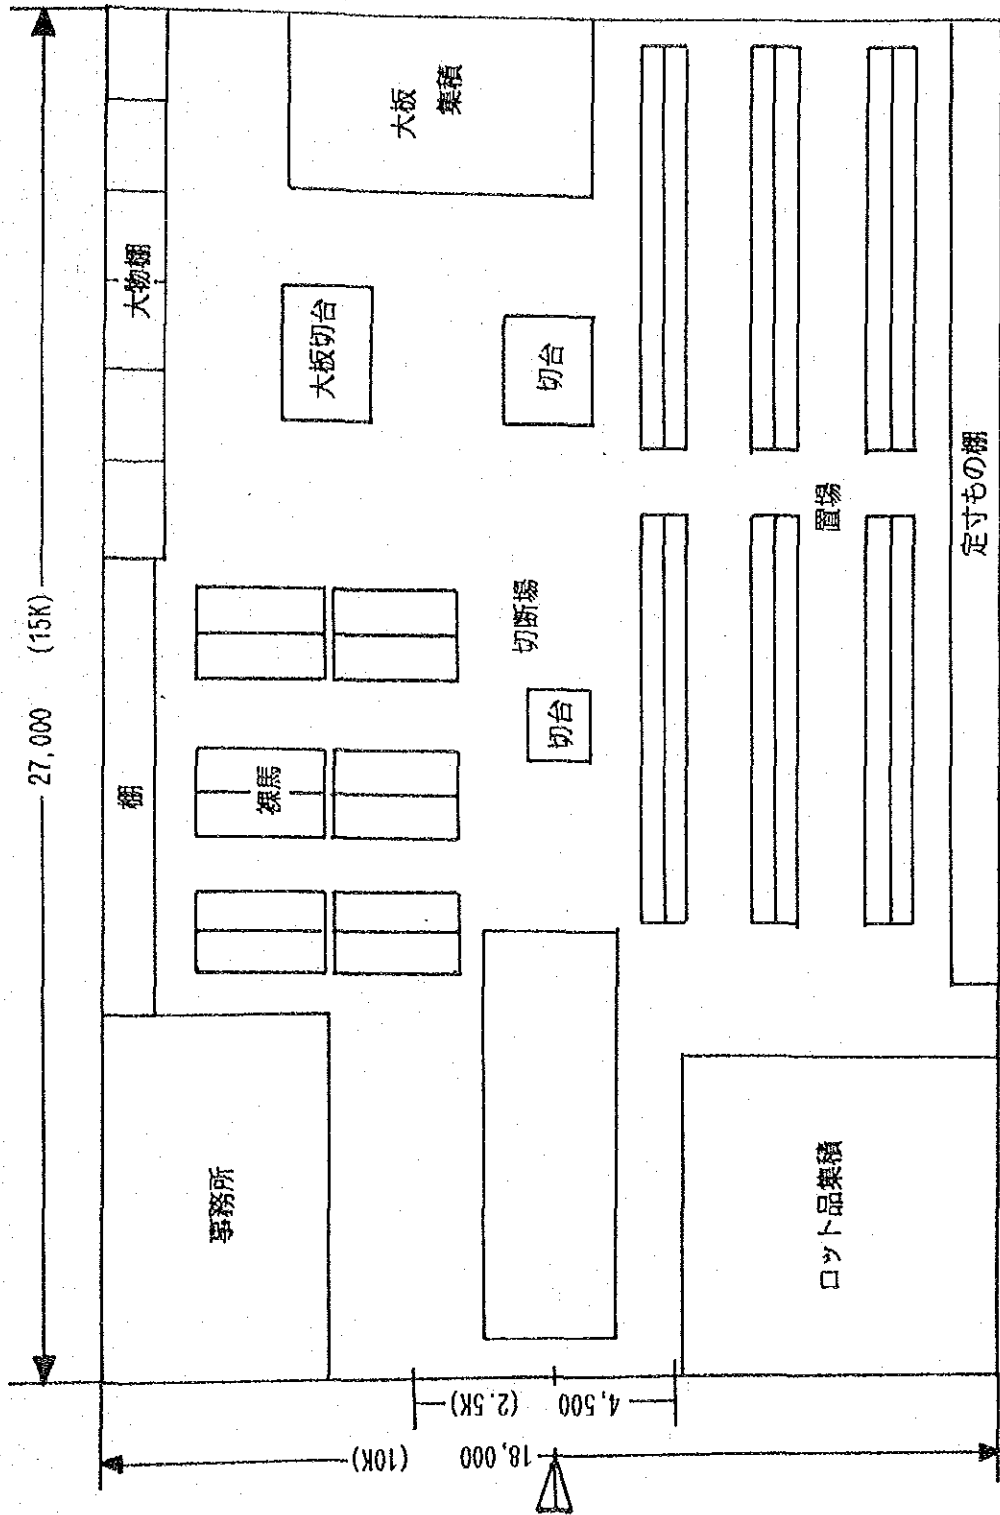 27,000 (15K)
大物棚
棚
大板
集積
大板切台
切台
裸馬
切断場
切台
置場
定寸もの棚
事務所
ロット品集積
4,500 (2.5K)
18,000 (10K)